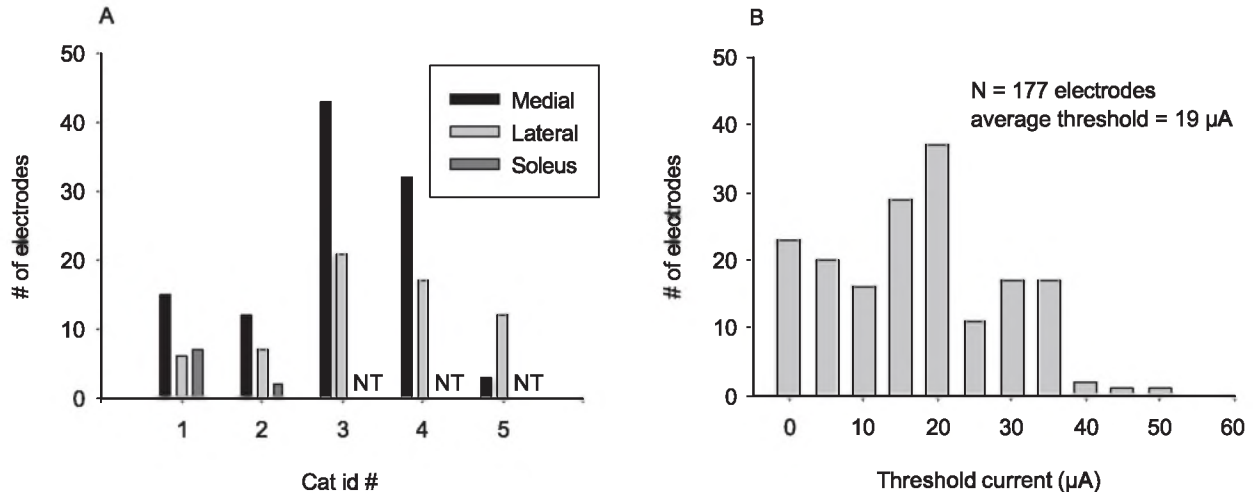 A
50
40
30
20
10
0
# of electrodes
Medial
Lateral
Soleus
NT NT NT
1 2 3 4 5
Cat id #
B
50
40
30
20
10
0
# of electrodes
N = 177 electrodes
average threshold = 19 µA
0 10 20 30 40 50 60
Threshold current (µA)